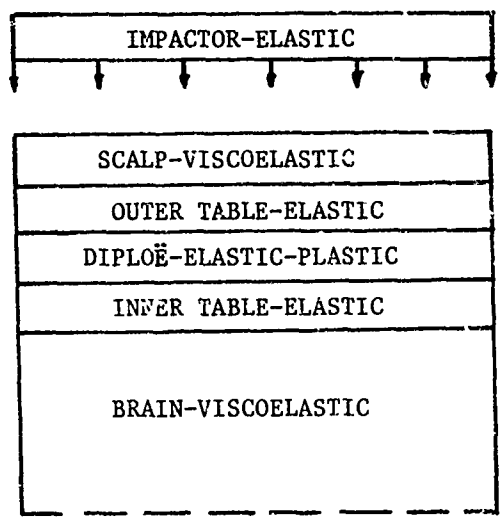 IMPACTOR-ELASTIC
SCALP-VISCOELASTIC
OUTER TABLE-ELASTIC
DIPLOË-ELASTIC-PLASTIC
INNER TABLE-ELASTIC
BRAIN-VISCOELASTIC